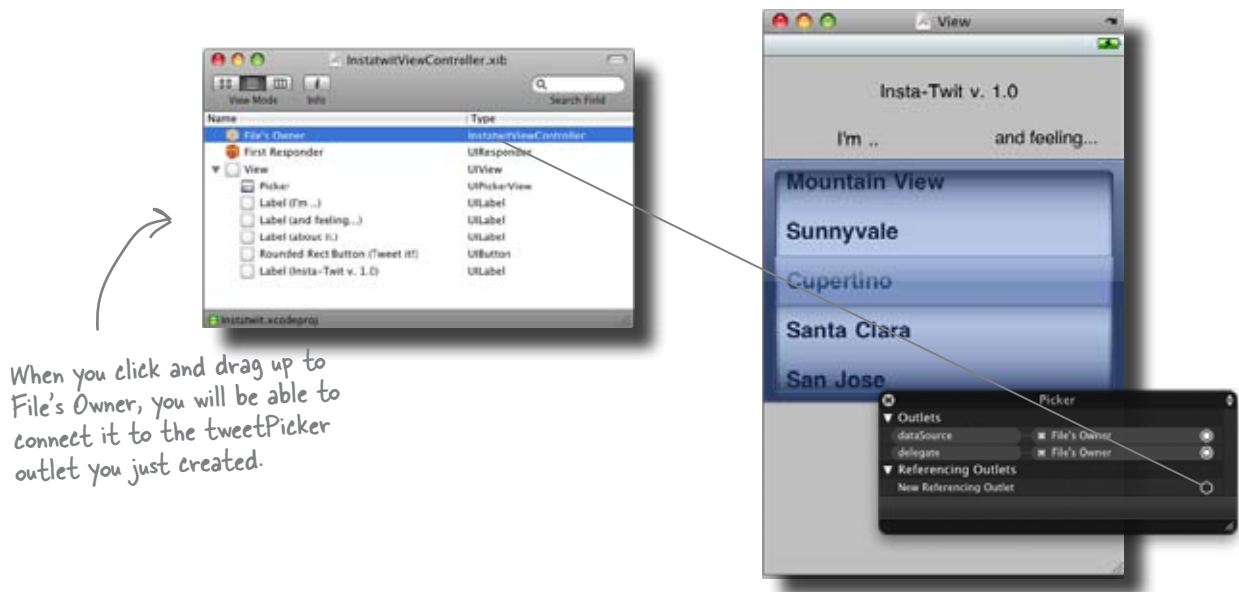 InstatwitViewController.xib
View Mode
Info
Search Field
Name
Type
File's Owner
InstatwitViewController
First Responder
UIResponder
View
UIView
Picker
UIPickerView
Label (I'm ..)
UILabel
Label (and feeling...)
UILabel
Label (about it.)
UILabel
Rounded Rect Button (Tweet it!)
UIButton
Label (Insta-Twit v. 1.0)
UILabel
Instatwit.xcodeproj
When you click and drag up to
File's Owner, you will be able to
connect it to the tweetPicker
outlet you just created.
View
Insta-Twit v. 1.0
I'm ..
and feeling...
Mountain View
Sunnyvale
Cupertino
Santa Clara
San Jose
Picker
Outlets
dataSource
File's Owner
delegate
File's Owner
Referencing Outlets
New Referencing Outlet